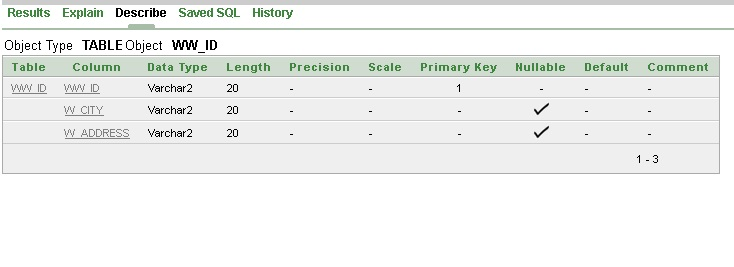 Results Explain Describe Saved SQL History
Object Type TABLE Object WW_ID
Table Column Data Type Length Precision Scale Primary Key Nullable Default Comment
WW_ID WW_ID Varchar2 20 - - 1 - - -
W_CITY Varchar2 20 - - - ✓ - -
W_ADDRESS Varchar2 20 - - - ✓ - -
1 - 3